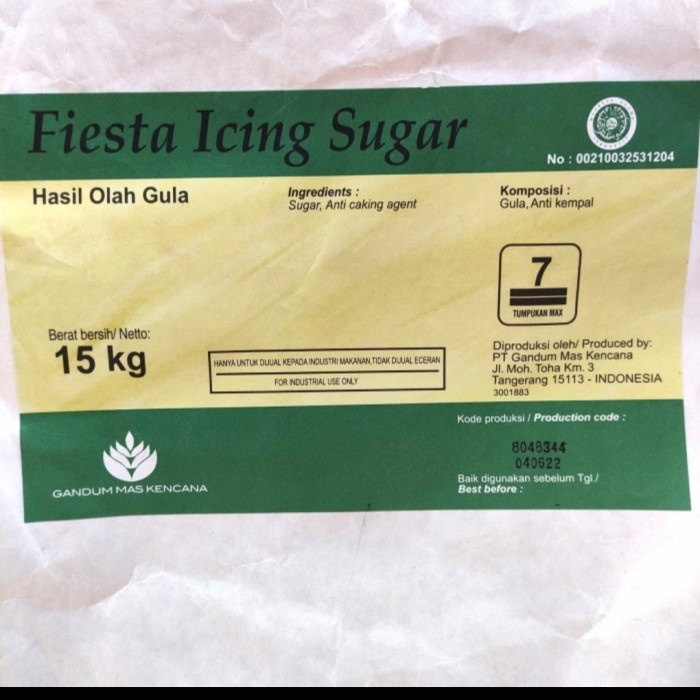 Fiesta Icing Sugar
No : 00210032531204
Hasil Olah Gula
Ingredients :
Sugar, Anti caking agent
Komposisi :
Gula, Anti kempal
7
TUMPUKAN MAX
Berat bersih/ Netto:
15 kg
HANYA UNTUK DIJUAL KEPADA INDUSTRI MAKANAN, TIDAK DIJUAL ECERAN
FOR INDUSTRIAL USE ONLY
Diproduksi oleh/ Produced by:
PT Gandum Mas Kencana
Jl. Moh. Toha Km. 3
Tangerang 15113 - INDONESIA
3001883
Kode produksi / Production code :
8048344
040622
Baik digunakan sebelum Tgl./
Best before :
GANDUM MAS KENCANA